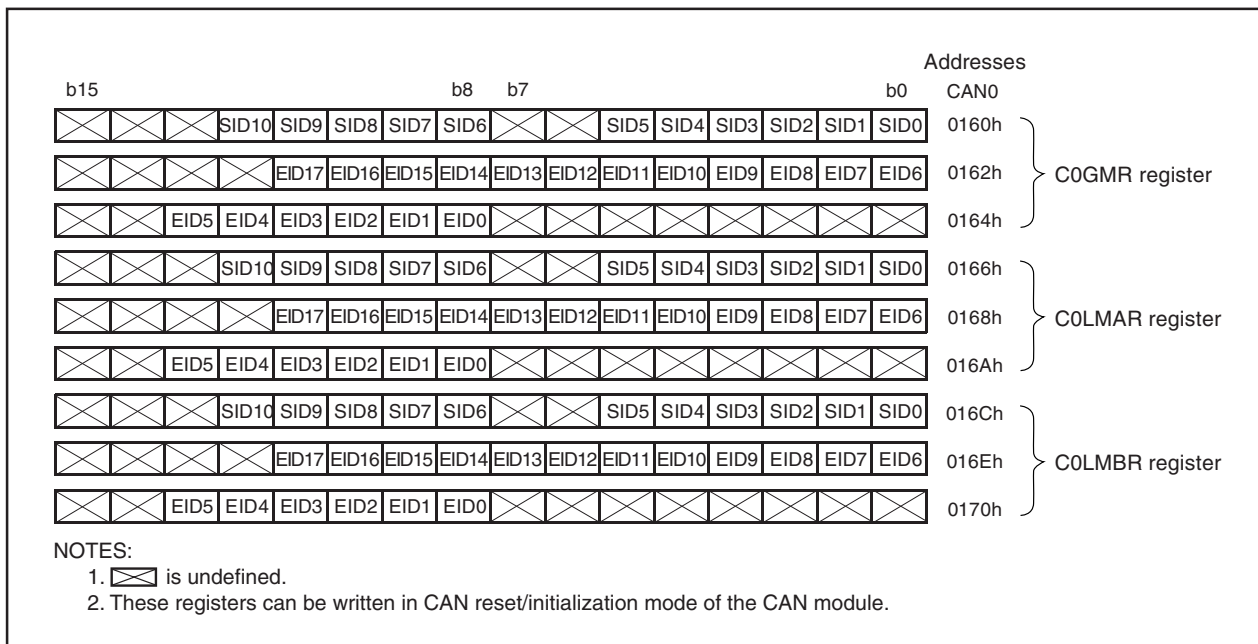 Addresses
b15 b8 b7 b0 CAN0
SID10 SID9 SID8 SID7 SID6 SID5 SID4 SID3 SID2 SID1 SID0 0160h
EID17 EID16 EID15 EID14 EID13 EID12 EID11 EID10 EID9 EID8 EID7 EID6 0162h C0GMR register
EID5 EID4 EID3 EID2 EID1 EID0 0164h
SID10 SID9 SID8 SID7 SID6 SID5 SID4 SID3 SID2 SID1 SID0 0166h
EID17 EID16 EID15 EID14 EID13 EID12 EID11 EID10 EID9 EID8 EID7 EID6 0168h C0LMAR register
EID5 EID4 EID3 EID2 EID1 EID0 016Ah
SID10 SID9 SID8 SID7 SID6 SID5 SID4 SID3 SID2 SID1 SID0 016Ch
EID17 EID16 EID15 EID14 EID13 EID12 EID11 EID10 EID9 EID8 EID7 EID6 016Eh C0LMBR register
EID5 EID4 EID3 EID2 EID1 EID0 0170h
NOTES:
1. is undefined.
2. These registers can be written in CAN reset/initialization mode of the CAN module.